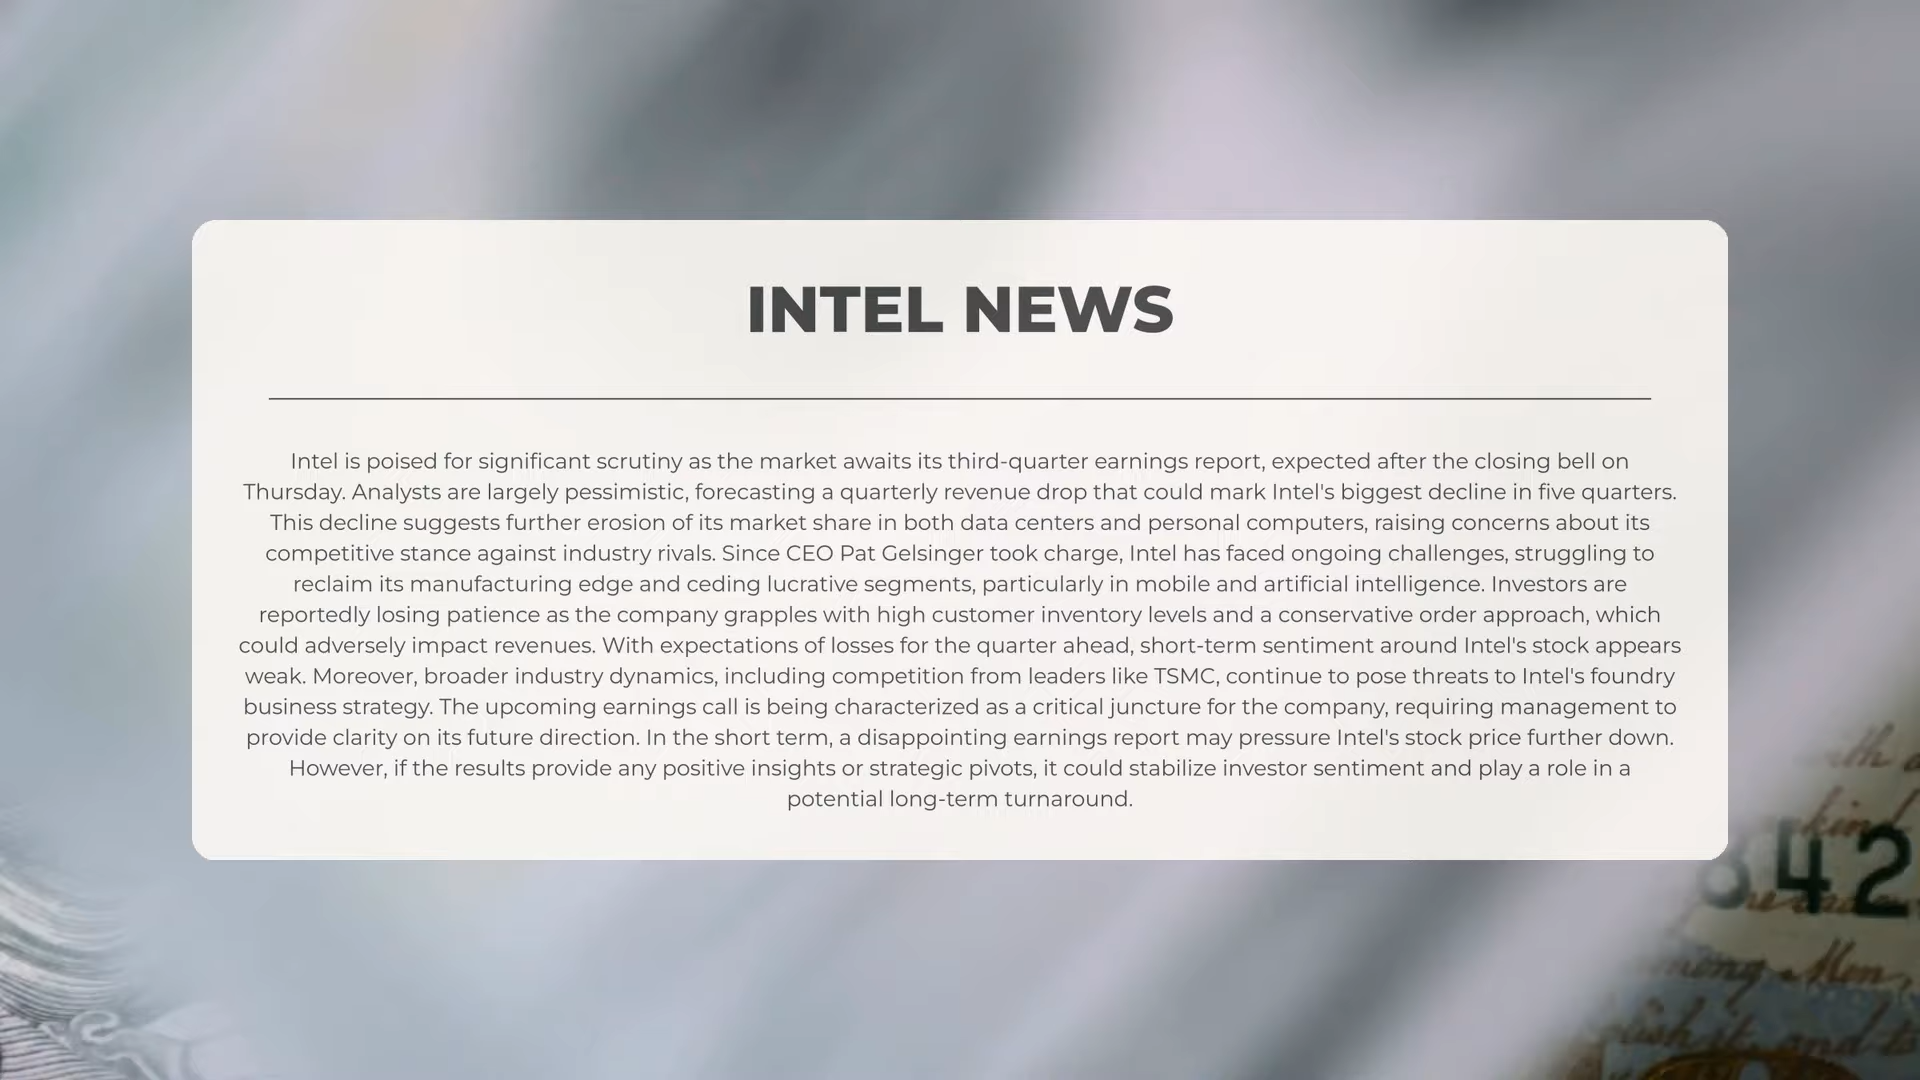 INTEL NEWS
Intel is poised for significant scrutiny as the market awaits its third-quarter earnings report, expected after the closing bell on
Thursday. Analysts are largely pessimistic, forecasting a quarterly revenue drop that could mark Intel's biggest decline in five quarters.
This decline suggests further erosion of its market share in both data centers and personal computers, raising concerns about its
competitive stance against industry rivals. Since CEO Pat Gelsinger took charge, Intel has faced ongoing challenges, struggling to
reclaim its manufacturing edge and ceding lucrative segments, particularly in mobile and artificial intelligence. Investors are
reportedly losing patience as the company grapples with high customer inventory levels and a conservative order approach, which
could adversely impact revenues. With expectations of losses for the quarter ahead, short-term sentiment around Intel's stock appears
weak. Moreover, broader industry dynamics, including competition from leaders like TSMC, continue to pose threats to Intel's foundry
business strategy. The upcoming earnings call is being characterized as a critical juncture for the company, requiring management to
provide clarity on its future direction. In the short term, a disappointing earnings report may pressure Intel's stock price further down.
However, if the results provide any positive insights or strategic pivots, it could stabilize investor sentiment and play a role in a
potential long-term turnaround.
kind
42
among Men,
and